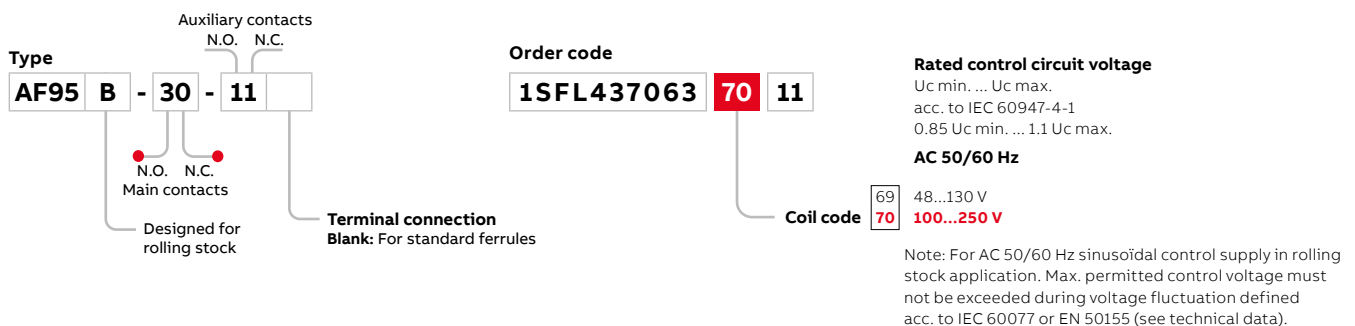 Type
Auxiliary contacts
N.O. N.C.
AF95 B - 30 - 11
N.O. N.C.
Main contacts
Designed for
rolling stock
Terminal connection
Blank: For standard ferrules
Order code
1SFL437063 70 11
Coil code
Rated control circuit voltage
Uc min. ... Uc max.
acc. to IEC 60947-4-1
0.85 Uc min. ... 1.1 Uc max.
AC 50/60 Hz
69 48...130 V
70 100...250 V
Note: For AC 50/60 Hz sinusoïdal control supply in rolling
stock application. Max. permitted control voltage must
not be exceeded during voltage fluctuation defined
acc. to IEC 60077 or EN 50155 (see technical data).